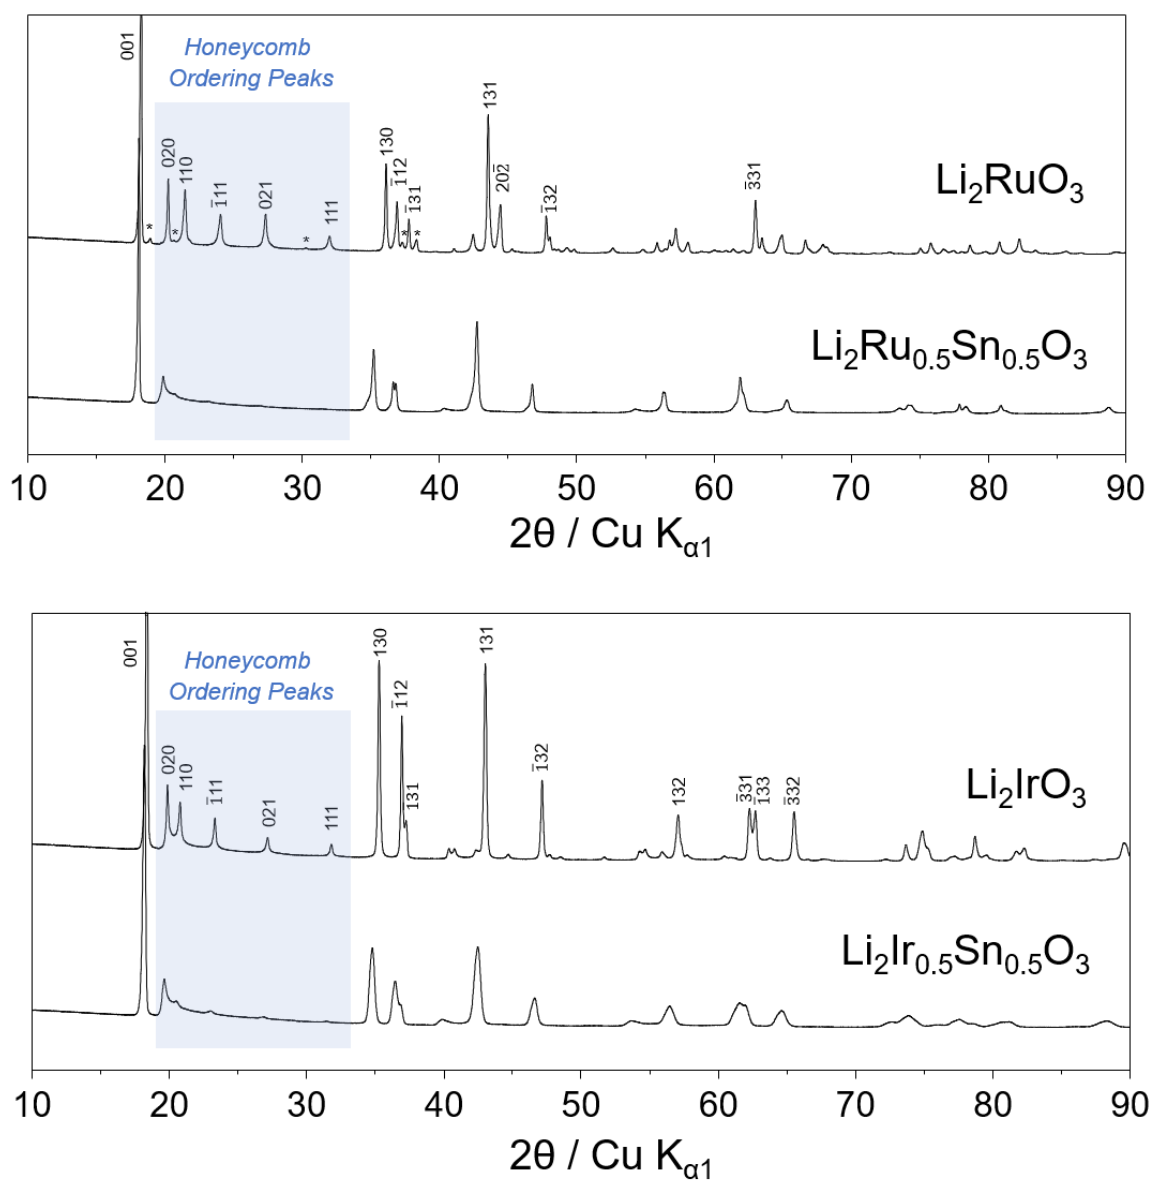 001
Honeycomb
Ordering Peaks
020
110
1̅11
021
111
130
1̅12
1̅31
131
202̅
1̅32
3̅31
*
*
*
*
*
Li₂RuO₃
Li₂Ru₀.₅Sn₀.₅O₃
10 20 30 40 50 60 70 80 90
2θ / Cu Kα1
001
Honeycomb
Ordering Peaks
020
110
1̅11
021
111
130
1̅12
1̅31
131
1̅32
132
3̅31
1̅33
3̅32
Li₂IrO₃
Li₂Ir₀.₅Sn₀.₅O₃
10 20 30 40 50 60 70 80 90
2θ / Cu Kα1